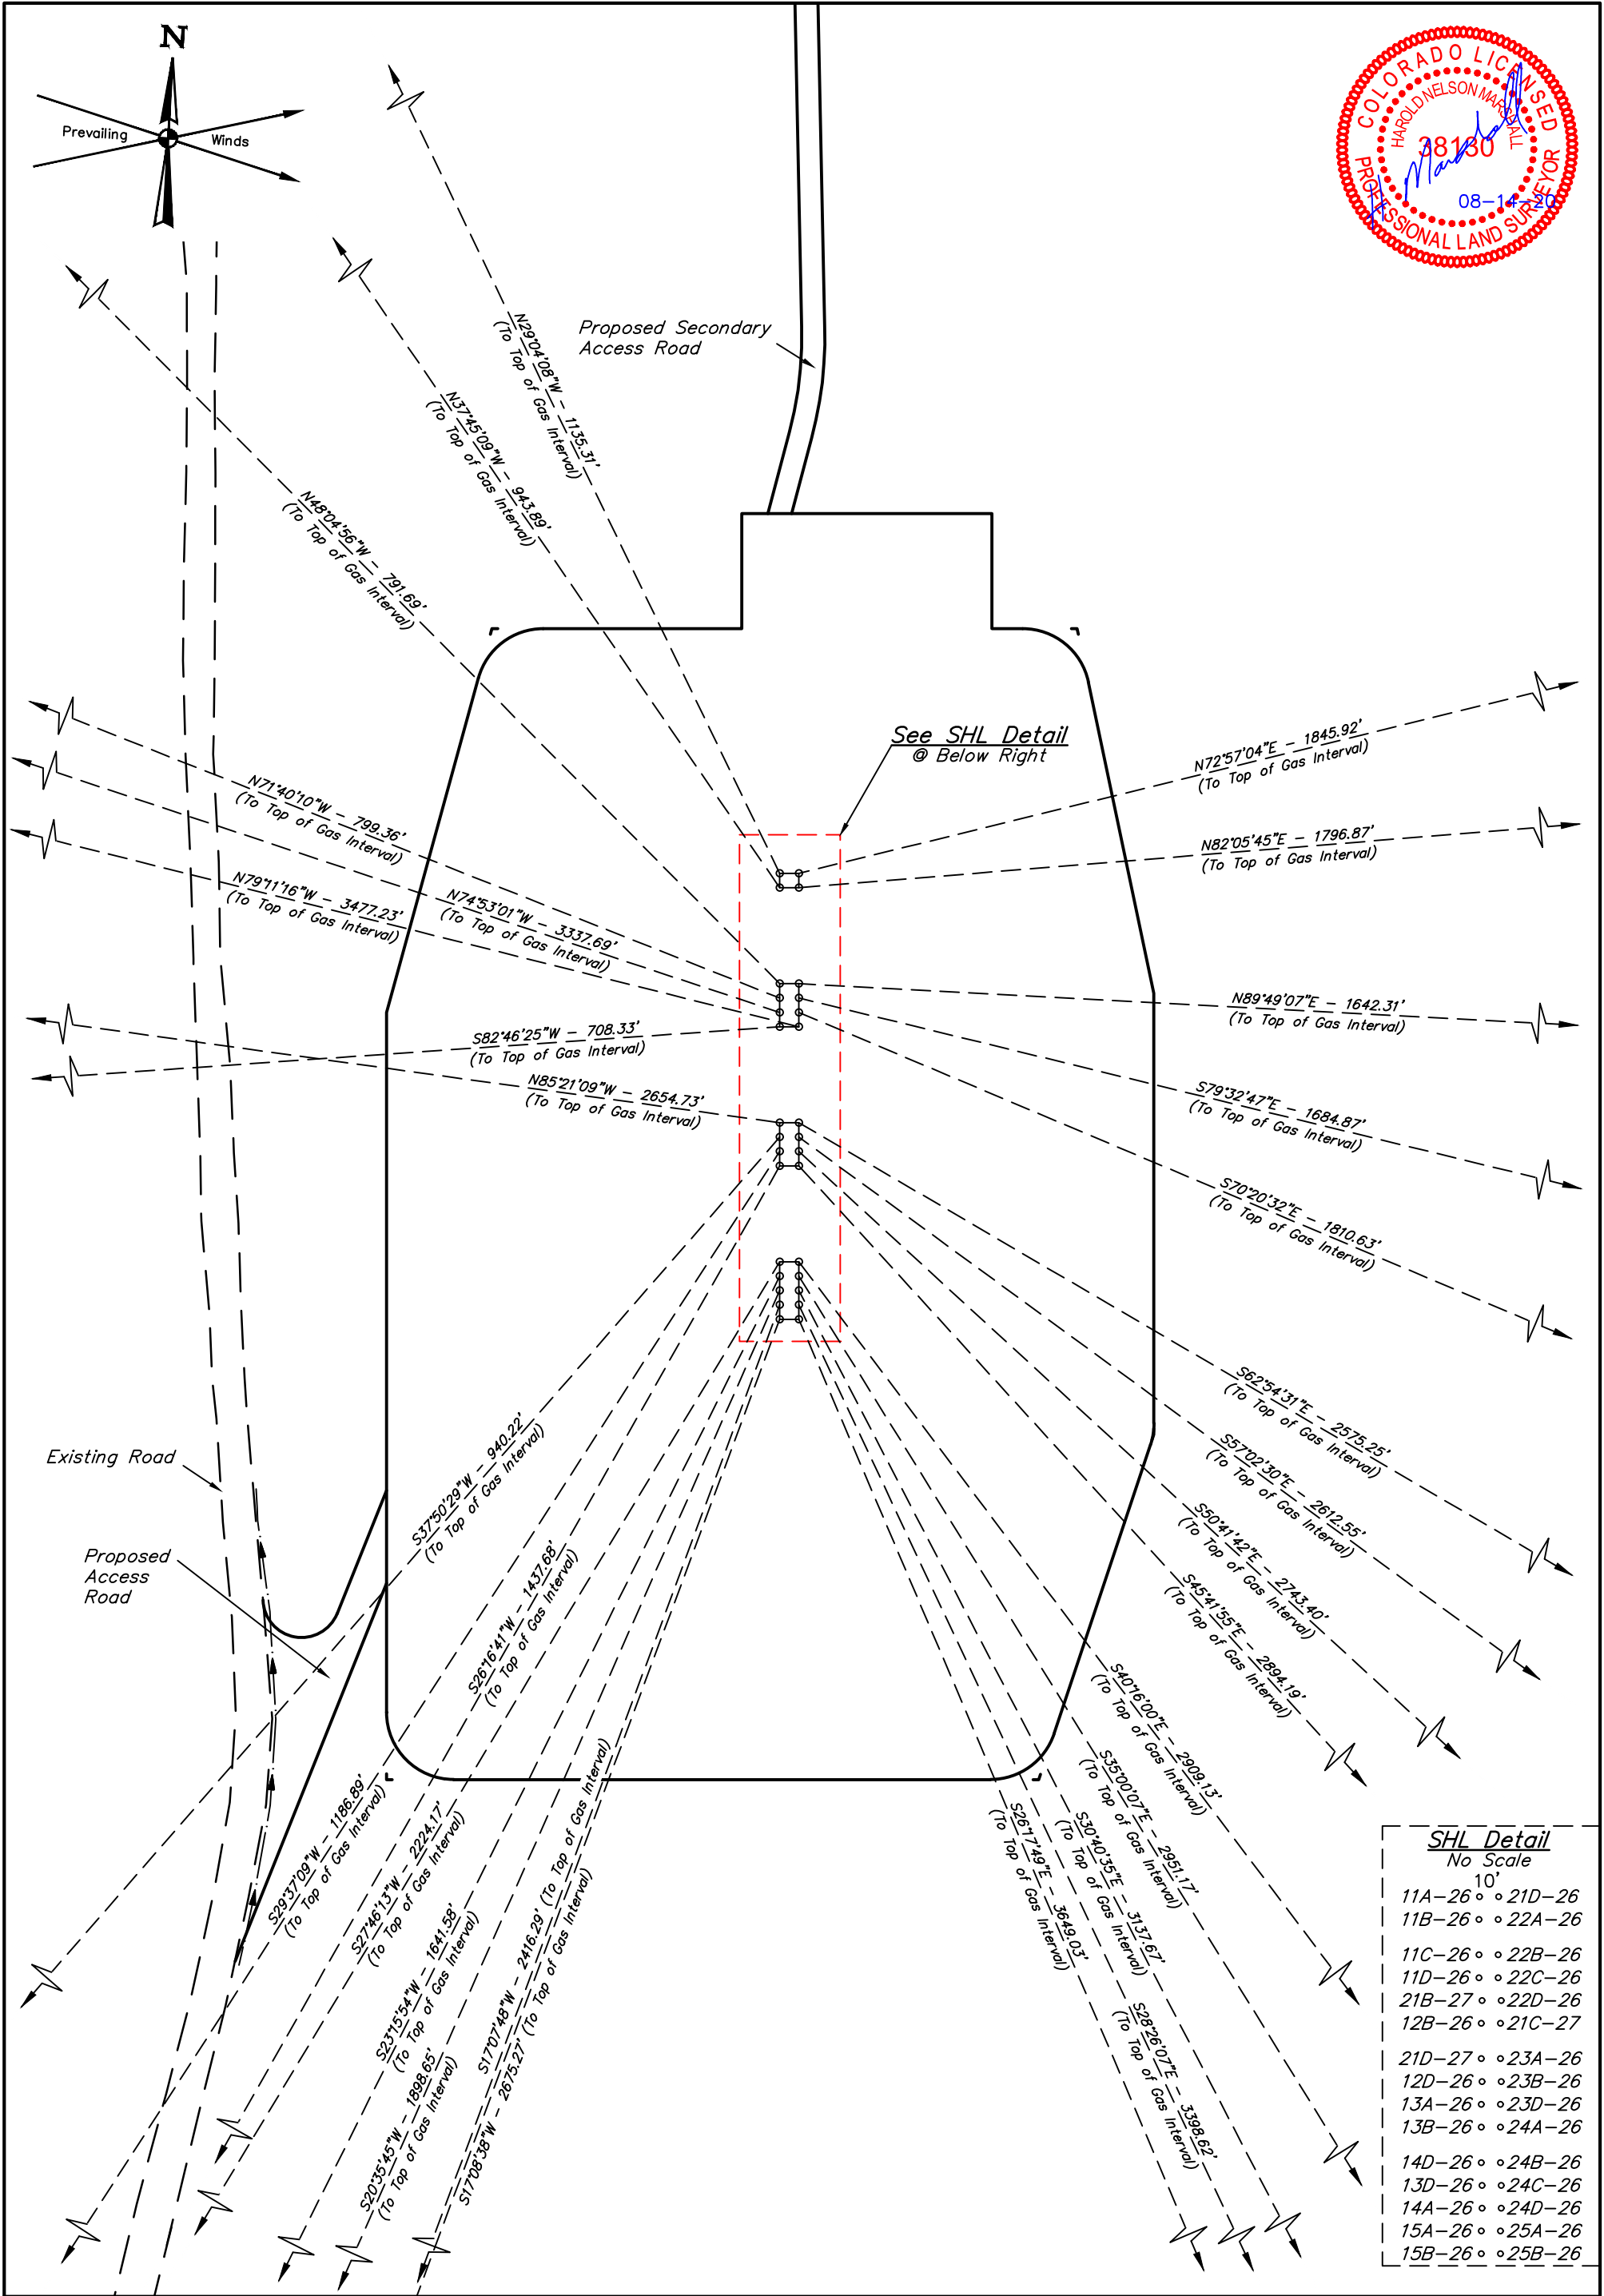 N
Prevailing Winds
COLORADO LICENSED
HAROLD NELSON MARSHALL
38130
08-14-20
PROFESSIONAL LAND SURVEYOR
Proposed Secondary
Access Road
N29°04'08"W - 1135.31'
(To Top of Gas Interval)
N37°45'09"W - 943.89'
(To Top of Gas Interval)
N48°04'56"W - 791.69'
(To Top of Gas Interval)
See SHL Detail
@ Below Right
N72°57'04"E - 1845.92'
(To Top of Gas Interval)
N82°05'45"E - 1796.87'
(To Top of Gas Interval)
N71°40'10"W - 799.36'
(To Top of Gas Interval)
N79°11'16"W - 3477.23'
(To Top of Gas Interval)
N74°53'01"W - 3337.69'
(To Top of Gas Interval)
N89°49'07"E - 1642.31'
(To Top of Gas Interval)
S82°46'25"W - 708.33'
(To Top of Gas Interval)
N85°21'09"W - 2654.73'
(To Top of Gas Interval)
S79°32'47"E - 1684.87'
(To Top of Gas Interval)
S70°20'32"E - 1810.63'
(To Top of Gas Interval)
S62°54'31"E - 2575.25'
(To Top of Gas Interval)
S57°02'30"E - 2612.55'
(To Top of Gas Interval)
S50°41'42"E - 2743.40'
(To Top of Gas Interval)
S45°41'55"E - 2894.19'
(To Top of Gas Interval)
Existing Road
Proposed
Access
Road
S37°50'29"W - 940.22'
(To Top of Gas Interval)
S26°16'41"W - 1437.68'
(To Top of Gas Interval)
S40°16'00"E - 2909.13'
(To Top of Gas Interval)
S35°00'07"E - 2951.17'
(To Top of Gas Interval)
S30°40'35"E - 3137.67'
(To Top of Gas Interval)
S26°17'49"E - 3649.03'
(To Top of Gas Interval)
S28°26'07"E - 3398.62'
(To Top of Gas Interval)
S29°37'09"W - 1186.89'
(To Top of Gas Interval)
S27°46'13"W - 2224.17'
(To Top of Gas Interval)
S23°15'54"W - 1641.58'
(To Top of Gas Interval)
S20°35'45"W - 1898.65'
(To Top of Gas Interval)
S17°07'48"W - 2416.29' (To Top of Gas Interval)
S17°08'38"W - 2675.27' (To Top of Gas Interval)
SHL Detail
No Scale
10'
11A-26 21D-26
11B-26 22A-26
11C-26 22B-26
11D-26 22C-26
21B-27 22D-26
12B-26 21C-27
21D-27 23A-26
12D-26 23B-26
13A-26 23D-26
13B-26 24A-26
14D-26 24B-26
13D-26 24C-26
14A-26 24D-26
15A-26 25A-26
15B-26 25B-26